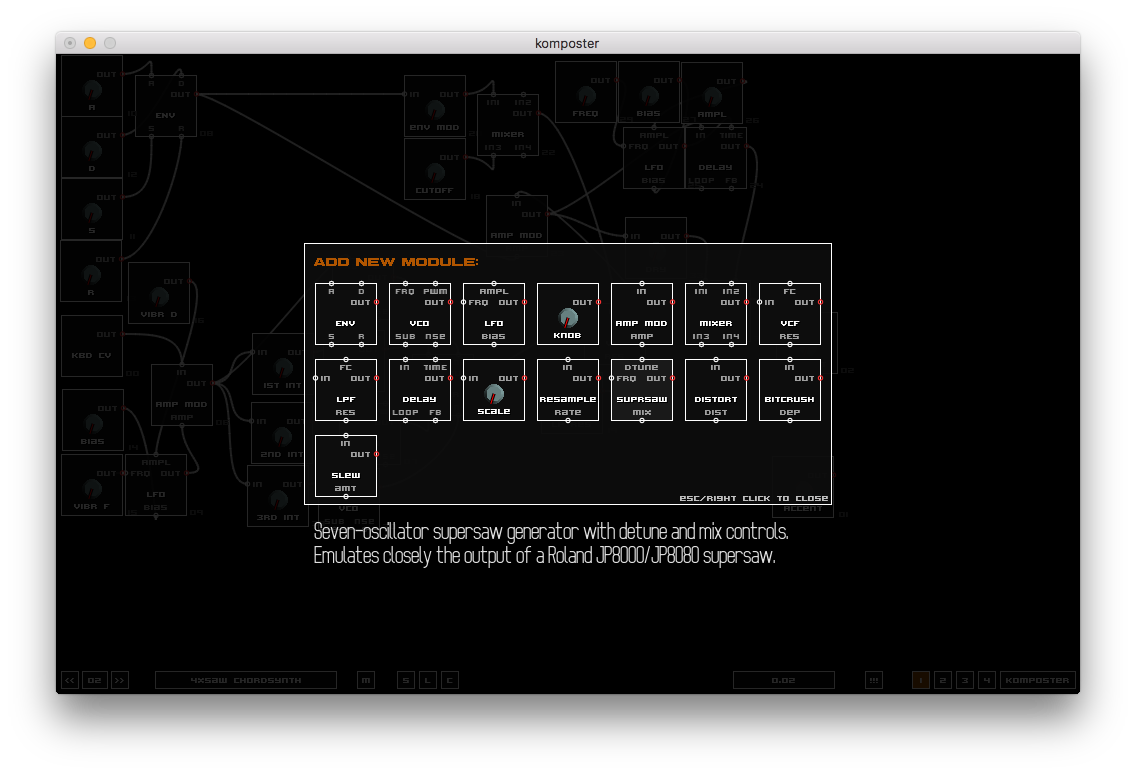 komposter
OUT
A
A D
OUT
ENV
S R
08
OUT
D
OUT
S
OUT
R
OUT
VIBR D
OUT
KBD CV
IN
OUT
AMP MOD
AMP
OUT
BIAS
OUT
VIBR F
AMPL
FRQ OUT
LFO
BIAS
IN OUT
ENV MOD
IN1 IN2
OUT
MIXER
IN3 IN4
OUT
CUTOFF
IN
OUT
AMP MOD
OUT
FREQ
OUT
BIAS
OUT
AMPL
AMPL
FRQ OUT
LFO
BIAS
IN TIME
OUT
DELAY
LOOP FB
IN OUT
IN OUT
1ST INT
IN
2ND INT
IN
3RD INT
VCO
SUB NSE
ACCENT
ADD NEW MODULE:
A D
OUT
ENV
S R
FRQ PWM
OUT
VCO
SUB NSE
AMPL
FRQ OUT
LFO
BIAS
OUT
KNOB
IN
OUT
AMP MOD
AMP
IN1 IN2
OUT
MIXER
IN3 IN4
FC
IN OUT
VCF
RES
FC
IN OUT
LPF
RES
IN TIME
OUT
DELAY
LOOP FB
IN OUT
SCALE
IN
OUT
RESAMPLE
RATE
DTUNE
FRQ OUT
SUPRSAW
MIX
IN
OUT
DISTORT
DIST
IN
OUT
BITCRUSH
DEP
IN
OUT
SLEW
AMT
ESC/RIGHT CLICK TO CLOSE
Seven-oscillator supersaw generator with detune and mix controls.
Emulates closely the output of a Roland JP8000/JP8080 supersaw.
<< 02 >> 4XSAW CHORDSYNTH M S L C 0.02 !!! 1 2 3 4 KOMPOSTER